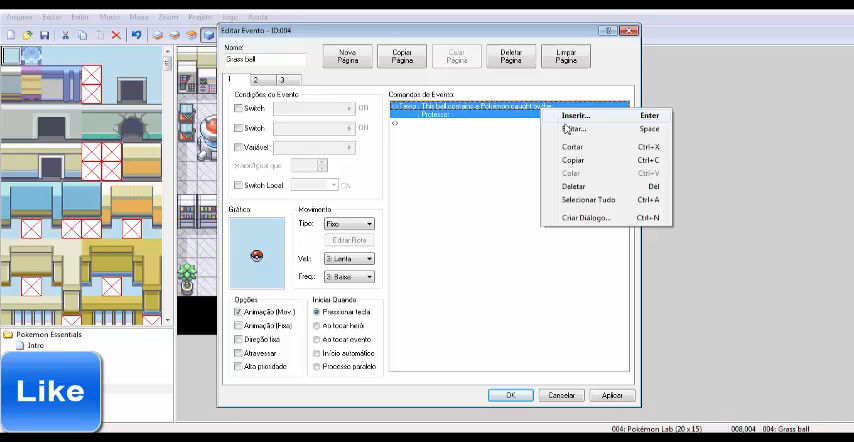 Arquivo Editar Exibir Modo Mapa Zoom Projeto Jogo Ajuda
Editar Evento - ID:004
Nome:
Grass ball
Nova Página
Copiar Página
Colar Página
Deletar Página
Limpar Página
1 2 3
Condições do Evento
Switch ON
Switch ON
Variável
Maior/Igual que
Switch Local ON
Gráfico:
Movimento
Tipo: Fixo
Editar Rota
Vel.: 3: Lenta
Freq.: 3: Baixa
Opções
Animação (Mov.)
Animação (Fixa)
Direção fixa
Atravessar
Alta prioridade
Iniciar Quando
Pressionar tecla
Ao tocar herói
Ao tocar evento
Início automático
Processo paralelo
Comandos de Evento:
<> Texto: This ball contains a Pokémon caught by the
: Professor.
<>
Inserir... Enter
Editar... Space
Cortar Ctrl+X
Copiar Ctrl+C
Colar Ctrl+V
Deletar Del
Selecionar Tudo Ctrl+A
Criar Diálogo... Ctrl+N
OK
Cancelar
Aplicar
Pokemon Essentials
Intro
Like
004: Pokémon Lab (20 x 15) 008,004 004: Grass ball